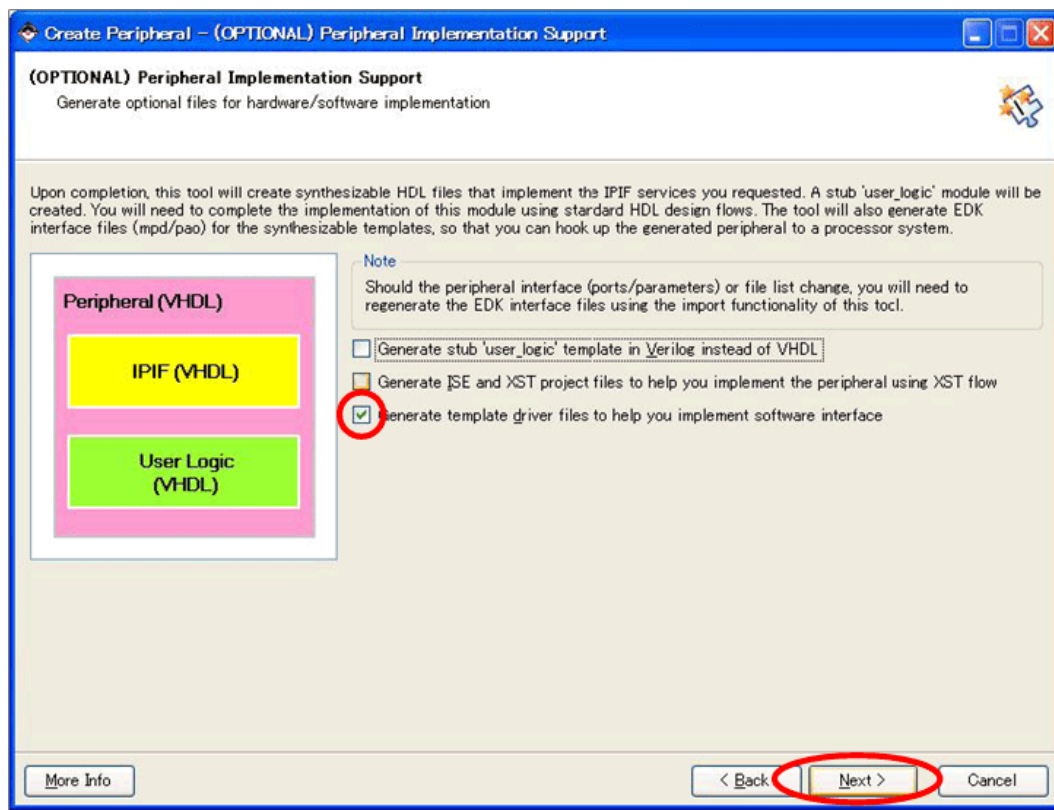 Create Peripheral - (OPTIONAL) Peripheral Implementation Support
(OPTIONAL) Peripheral Implementation Support
Generate optional files for hardware/software implementation
Upon completion, this tool will create synthesizable HDL files that implement the IPIF services you requested. A stub 'user_logic' module will be
created. You will need to complete the implementation of this module using stardard HDL design flows. The tool will also generate EDK
interface files (mpd/pao) for the synthesizable templates, so that you can hook up the generated peripheral to a processor system.
Peripheral (VHDL)
IPIF (VHDL)
User Logic
(VHDL)
Note
Should the peripheral interface (ports/parameters) or file list change, you will need to
regenerate the EDK interface files using the import functionality of this tocl.
Generate stub 'user_logic' template in Verilog instead of VHDL
Generate ISE and XST project files to help you implement the peripheral using XST flow
Generate template driver files to help you implement software interface
More Info
< Back
Next >
Cancel